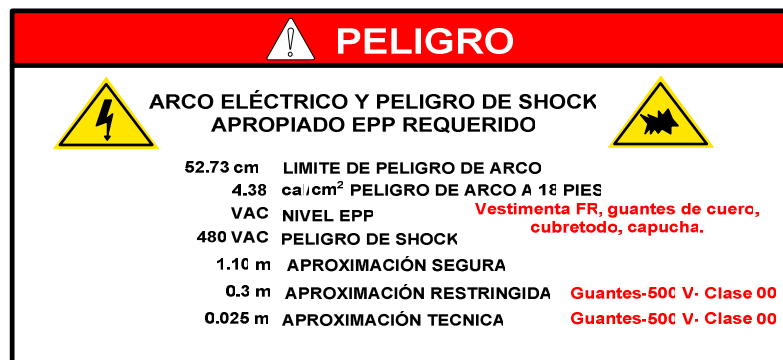 PELIGRO
ARCO ELÉCTRICO Y PELIGRO DE SHOCK
APROPIADO EPP REQUERIDO
52.73 cm LIMITE DE PELIGRO DE ARCO
4.38 cal/cm² PELIGRO DE ARCO A 18 PIES
VAC NIVEL EPP Vestimenta FR, guantes de cuero,
cubretodo, capucha.
480 VAC PELIGRO DE SHOCK
1.10 m APROXIMACIÓN SEGURA
0.3 m APROXIMACIÓN RESTRINGIDA Guantes-500 V- Clase 00
0.025 m APROXIMACIÓN TECNICA Guantes-500 V- Clase 00